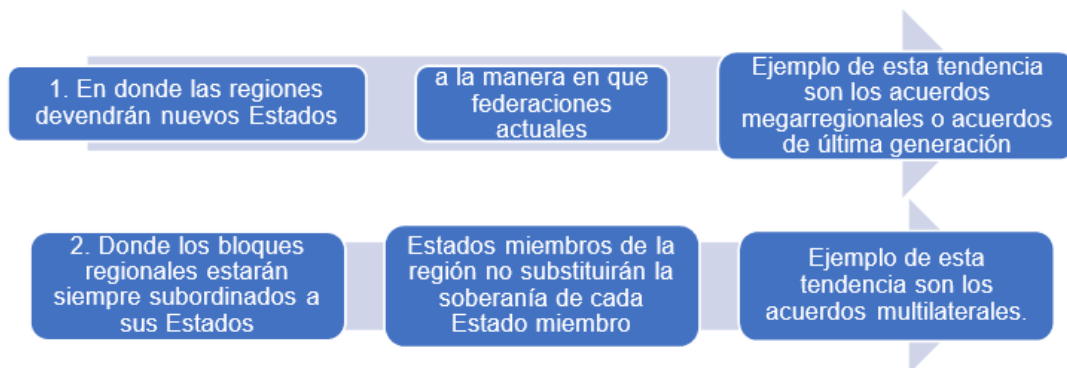 1. En donde las regiones
devendrán nuevos Estados
a la manera en que
federaciones
actuales
Ejemplo de esta tendencia
son los acuerdos
megarregionales o acuerdos
de última generación
2. Donde los bloques
regionales estarán
siempre subordinados a
sus Estados
Estados miembros de la
región no substituirán la
soberanía de cada
Estado miembro
Ejemplo de esta
tendencia son los
acuerdos multilaterales.